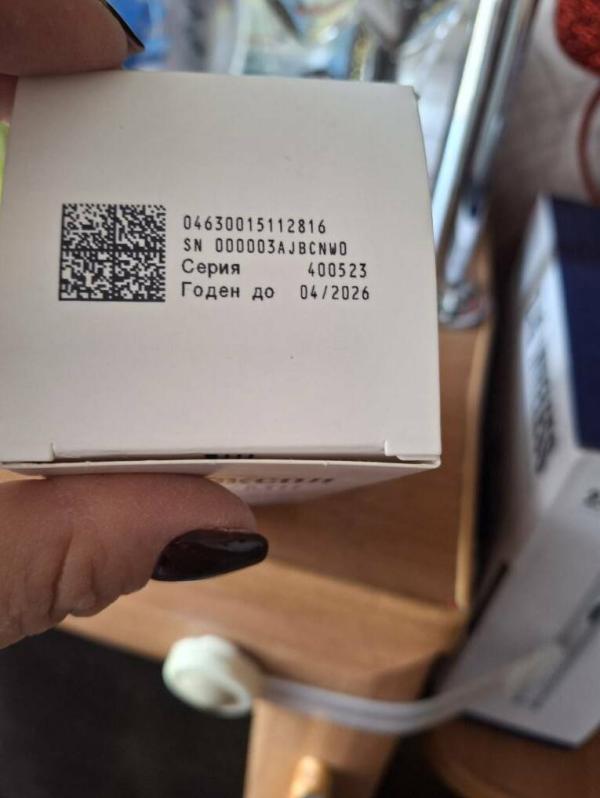 04630015112816
SN 000003AJBCNW0
Серия 400523
Годен до 04/2026